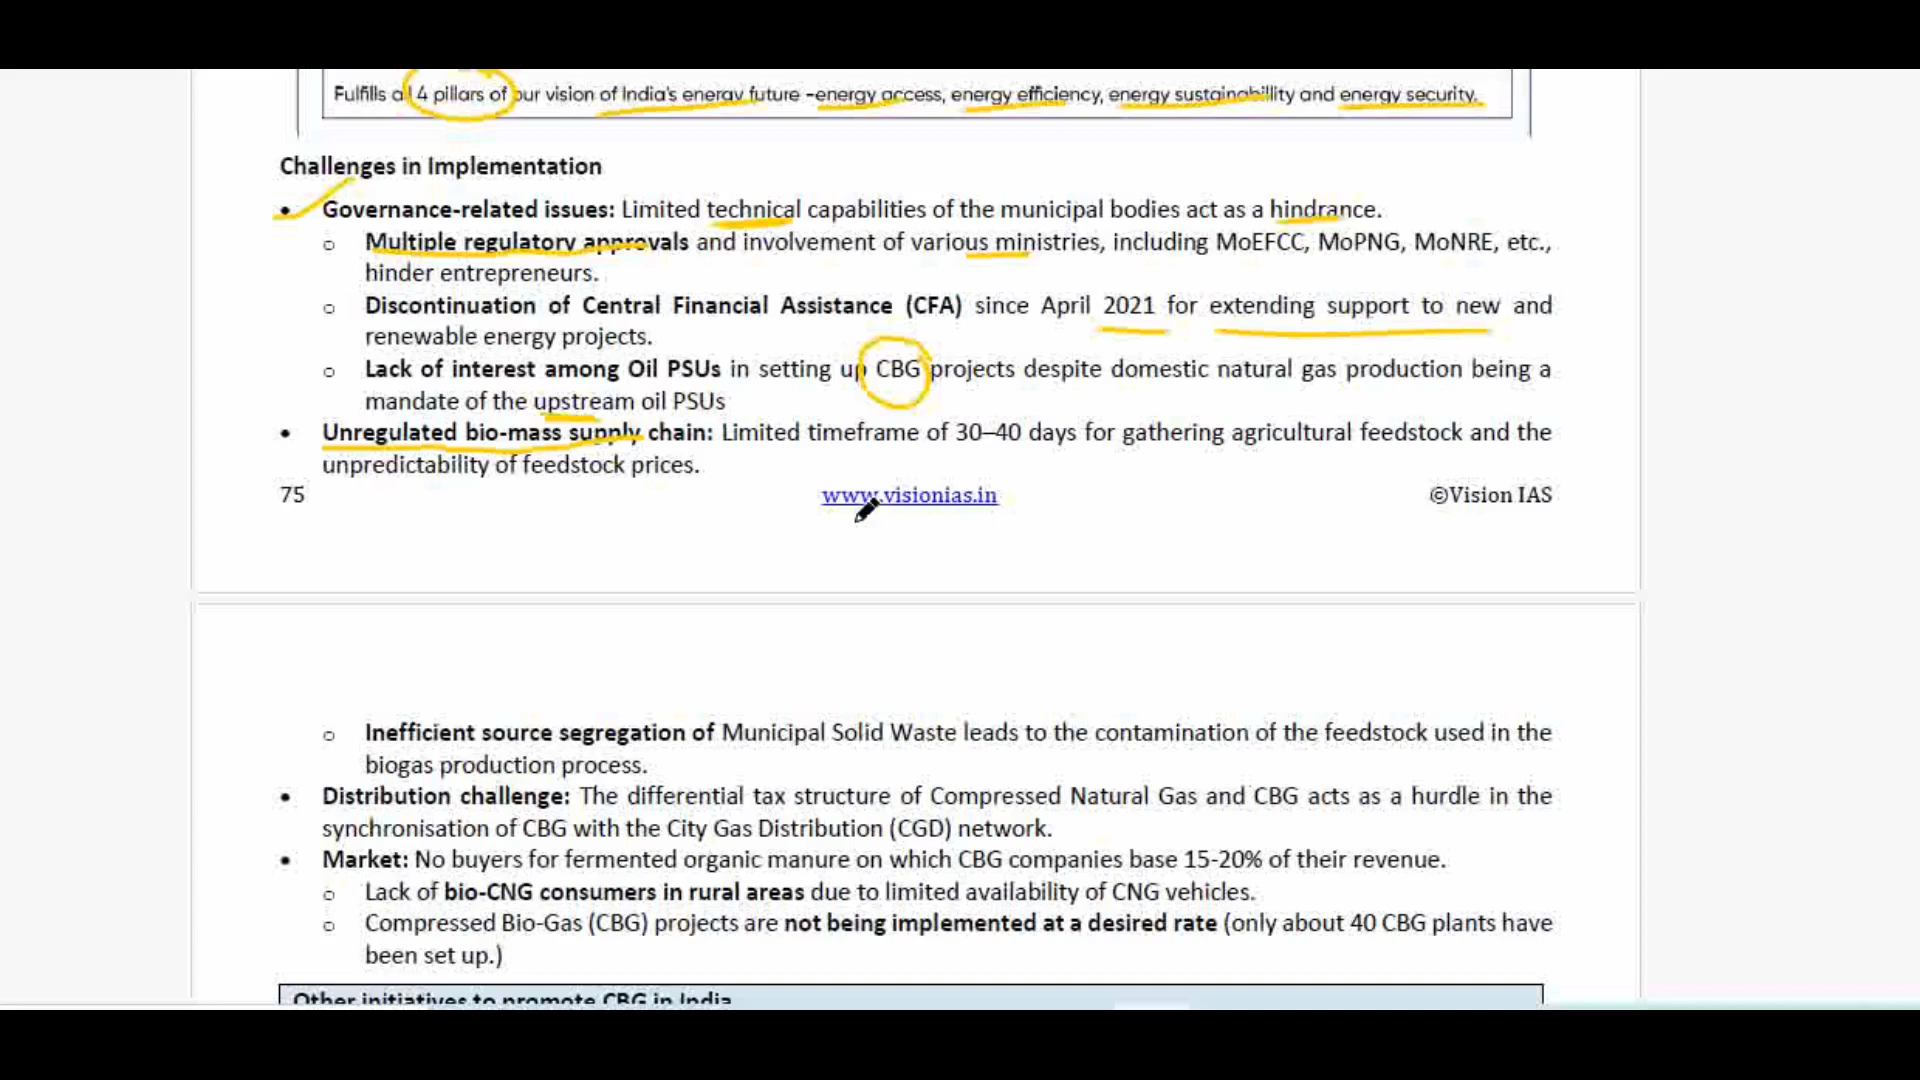 Fulfills all 4 pillars of our vision of India's energy future -energy access, energy efficiency, energy sustainability and energy security.
Challenges in Implementation
• Governance-related issues: Limited technical capabilities of the municipal bodies act as a hindrance.
o Multiple regulatory approvals and involvement of various ministries, including MoEFCC, MoPNG, MoNRE, etc.,
hinder entrepreneurs.
o Discontinuation of Central Financial Assistance (CFA) since April 2021 for extending support to new and
renewable energy projects.
o Lack of interest among Oil PSUs in setting up CBG projects despite domestic natural gas production being a
mandate of the upstream oil PSUs
• Unregulated bio-mass supply chain: Limited timeframe of 30–40 days for gathering agricultural feedstock and the
unpredictability of feedstock prices.
75 www.visionias.in ©Vision IAS
o Inefficient source segregation of Municipal Solid Waste leads to the contamination of the feedstock used in the
biogas production process.
• Distribution challenge: The differential tax structure of Compressed Natural Gas and CBG acts as a hurdle in the
synchronisation of CBG with the City Gas Distribution (CGD) network.
• Market: No buyers for fermented organic manure on which CBG companies base 15-20% of their revenue.
o Lack of bio-CNG consumers in rural areas due to limited availability of CNG vehicles.
o Compressed Bio-Gas (CBG) projects are not being implemented at a desired rate (only about 40 CBG plants have
been set up.)
Other initiatives to promote CBG in India